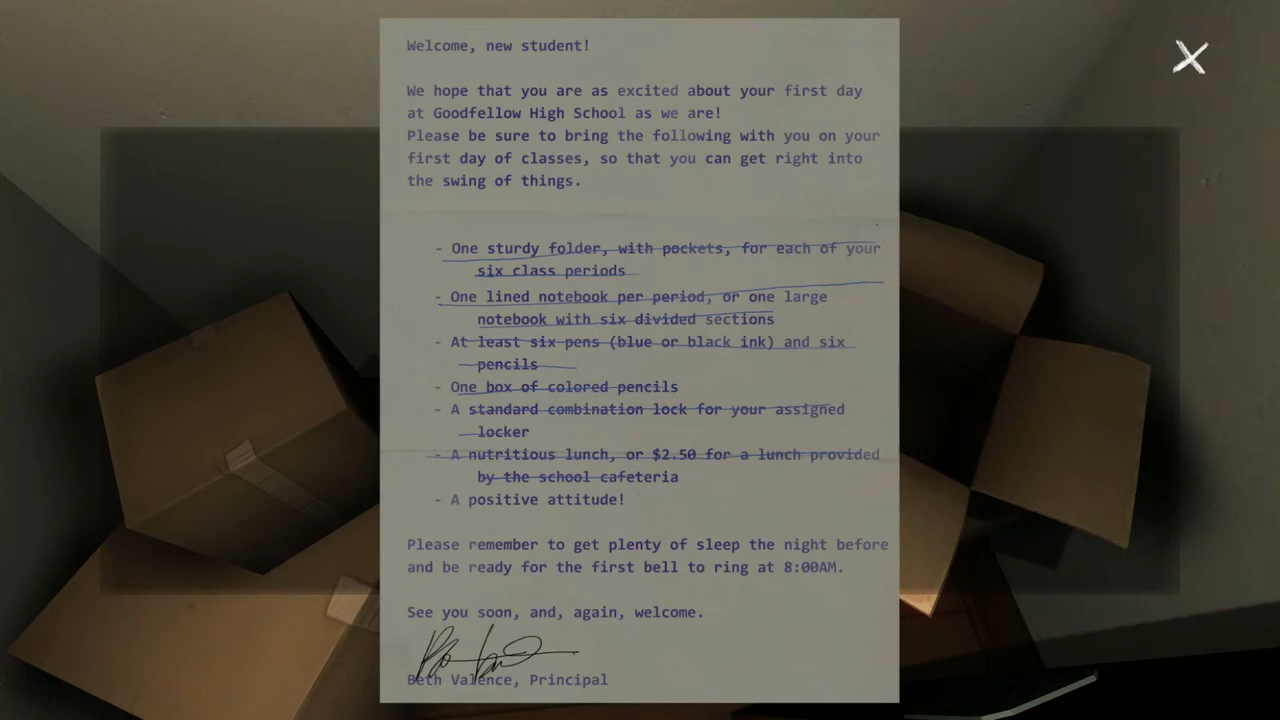 Welcome, new student!
We hope that you are as excited about your first day
at Goodfellow High School as we are!
Please be sure to bring the following with you on your
first day of classes, so that you can get right into
the swing of things.
- One sturdy folder, with pockets, for each of your
six class periods
- One lined notebook per period, or one large
notebook with six divided sections
- At least six pens (blue or black ink) and six
pencils
- One box of colored pencils
- A standard combination lock for your assigned
locker
- A nutritious lunch, or $2.50 for a lunch provided
by the school cafeteria
- A positive attitude!
Please remember to get plenty of sleep the night before
and be ready for the first bell to ring at 8:00AM.
See you soon, and, again, welcome.
Beth Valence, Principal